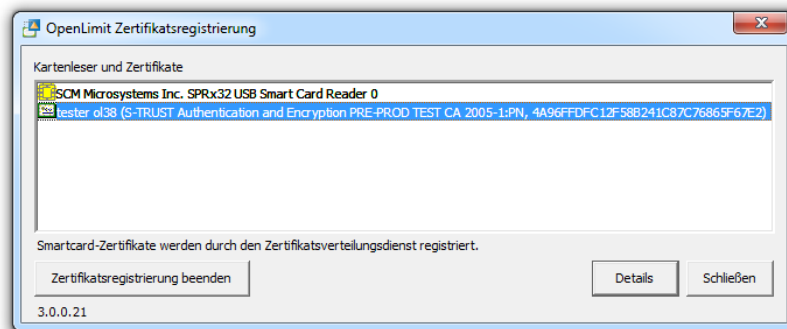 OpenLimit Zertifikatsregistrierung
Kartenleser und Zertifikate
SCM Microsystems Inc. SPRx32 USB Smart Card Reader 0
tester ol38 (S-TRUST Authentication and Encryption PRE-PROD TEST CA 2005-1:PN, 4A96FFDFC12F58B241C87C76865F67E2)
Smartcard-Zertifikate werden durch den Zertifikatsverteilungsdienst registriert.
Zertifikatsregistrierung beenden
Details
Schließen
3.0.0.21